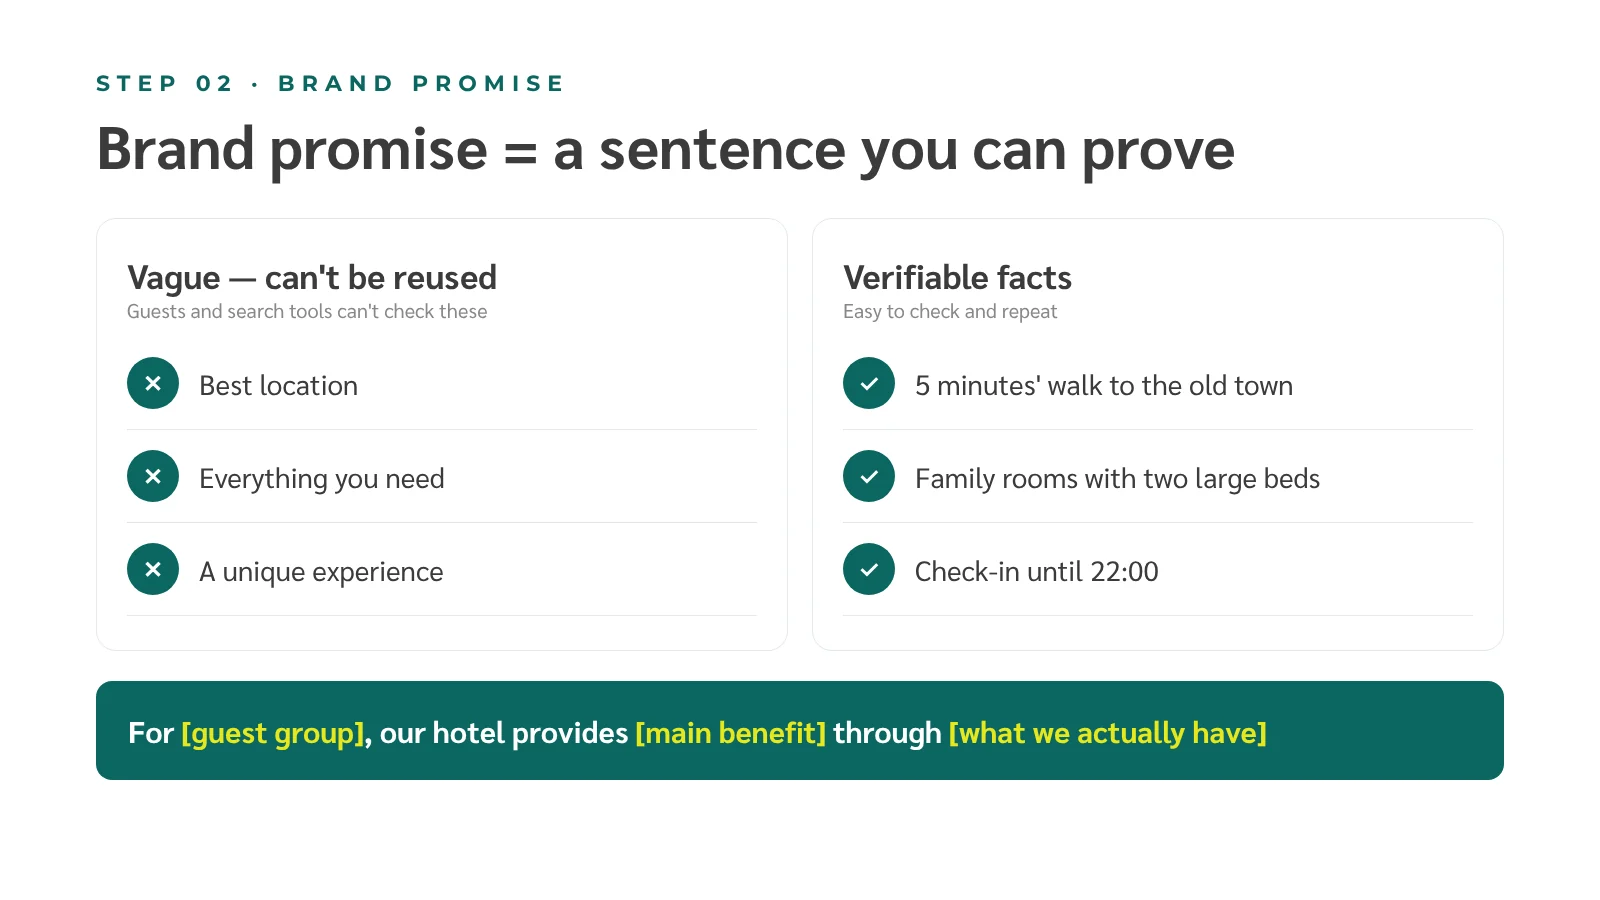 STEP 02 · BRAND PROMISE
Brand promise = a sentence you can prove
Vague — can't be reused
Guests and search tools can't check these
Best location
Everything you need
A unique experience
Verifiable facts
Easy to check and repeat
5 minutes' walk to the old town
Family rooms with two large beds
Check-in until 22:00
For [guest group], our hotel provides [main benefit] through [what we actually have]